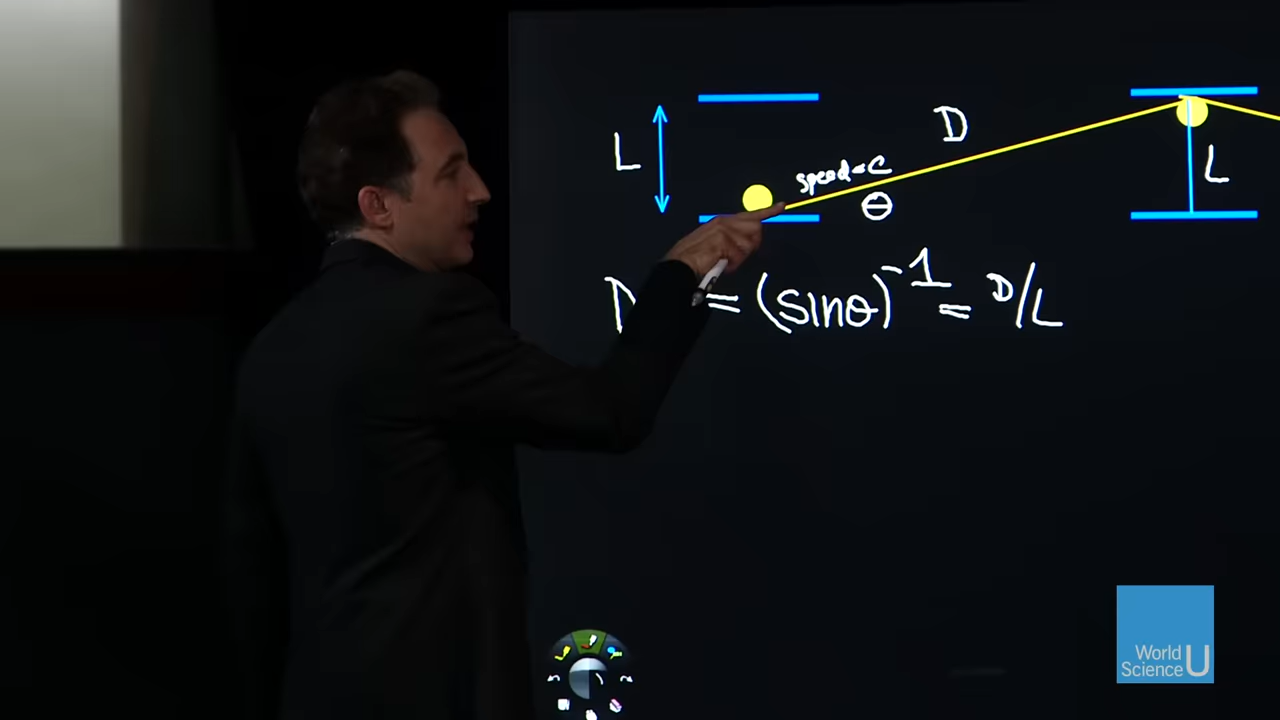 D
L
speed=c
L
θ
D/L = (sinθ)⁻¹ = D/L
World
Science U